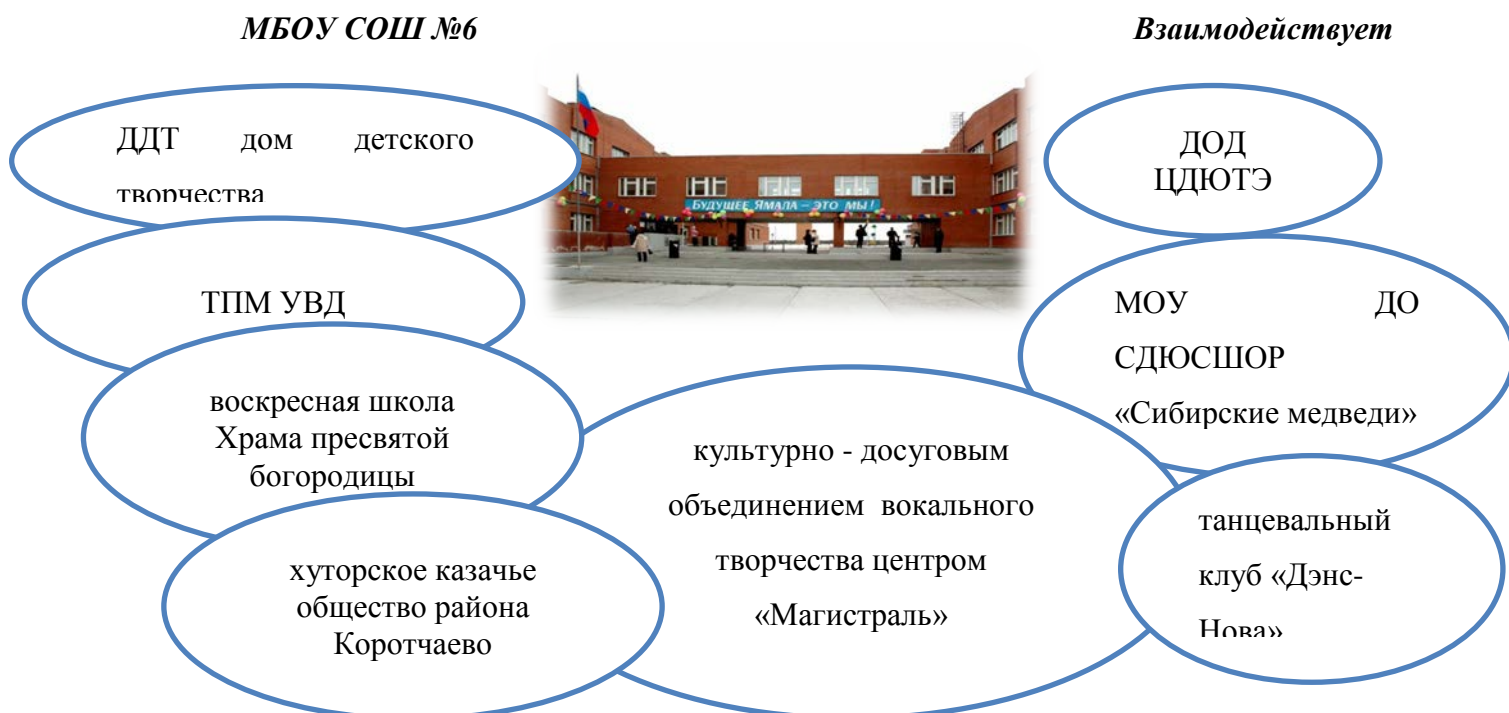 МБОУ СОШ №6
Взаимодействует
ДДТ дом детского
творчества
БУДУЩЕЕ ЯМАЛА – ЭТО МЫ!
ДОД
ЦДЮТЭ
ТПМ УВД
МОУ ДО
СДЮСШОР
«Сибирские медведи»
воскресная школа
Храма пресвятой
богородицы
культурно - досуговым
объединением вокального
творчества центром
«Магистраль»
танцевальный
клуб «Дэнс-
Нова»
хуторское казачье
общество района
Коротчаево